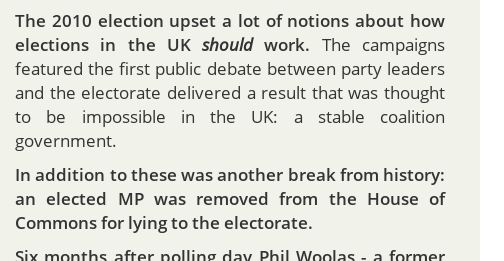 The 2010 election upset a lot of notions about how
elections in the UK should work. The campaigns
featured the first public debate between party leaders
and the electorate delivered a result that was thought
to be impossible in the UK: a stable coalition
government.
In addition to these was another break from history:
an elected MP was removed from the House of
Commons for lying to the electorate.
Six months after polling day Phil Woolas - a former